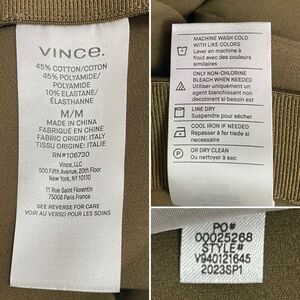 VINCE.
45% COTTON/COTON
45% POLYAMIDE/
POLYAMIDE
10% ELASTANE/
ÉLASTHANNE
M/M
MADE IN CHINA
FABRIQUÉ EN CHINE
FABRIC ORIGIN: ITALY
TISSU ORIGINE: ITALIE
RN#106730
Vince, LLC
500 Fifth Avenue, 20th Floor
New York, NY 10110
11 Rue Saint Florentin
75008 Paris France
SEE REVERSE FOR CARE
VOIR AU VERSO POUR LES SOINS
MACHINE WASH COLD
WITH LIKE COLORS
Laver en machine à
froid avec des couleurs
similaires
ONLY NON-CHLORINE
BLEACH WHEN NEEDED
Utiliser uniquement un
agent blanchissant non
chloré si nécessaire
LINE DRY
Suspendre pour sécher
COOL IRON IF NEEDED
Repasser à fer tiède si
necessaire
OR DRY CLEAN
Ou nettoyer à sec
PO#
00025268
STYLE#
V940121645
2023SP1